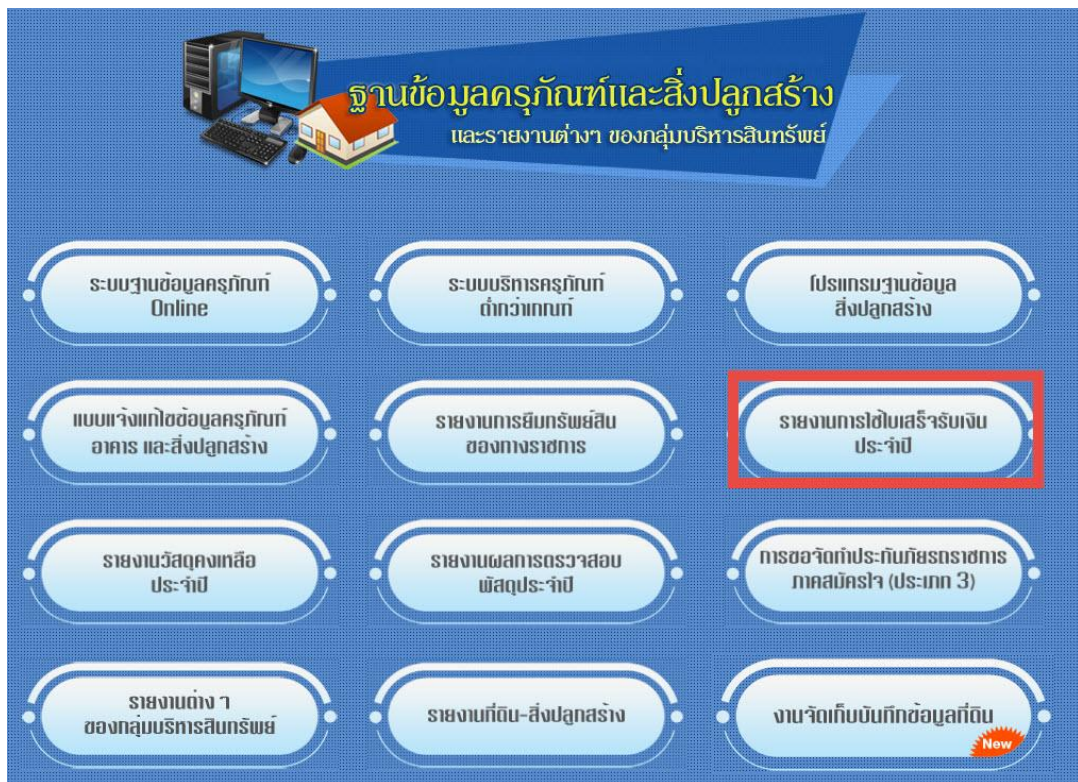 ฐานข้อมูลครุภัณฑ์และสิ่งปลูกสร้าง
และรายงานต่างๆ ของกลุ่มบริหารสินทรัพย์
ระบบฐานข้อมูลครุภัณฑ์
Online
ระบบบริหารครุภัณฑ์
ต่ำกว่าเกณฑ์
โปรแกรมฐานข้อมูล
สิ่งปลูกสร้าง
แบบแจ้งแก้ไขข้อมูลครุภัณฑ์
อาคาร และสิ่งปลูกสร้าง
รายงานการยืมทรัพย์สิน
ของทางราชการ
รายงานการใช้ใบเสร็จรับเงิน
ประจำปี
รายงานวัสดุคงเหลือ
ประจำปี
รายงานผลการตรวจสอบ
พัสดุประจำปี
การขอจัดทำประกันภัยรถราชการ
ภาคสมัครใจ (ประเภท 3)
รายงานต่าง ๆ
ของกลุ่มบริหารสินทรัพย์
รายงานที่ดิน-สิ่งปลูกสร้าง
งานจัดเก็บบันทึกข้อมูลที่ดิน
New